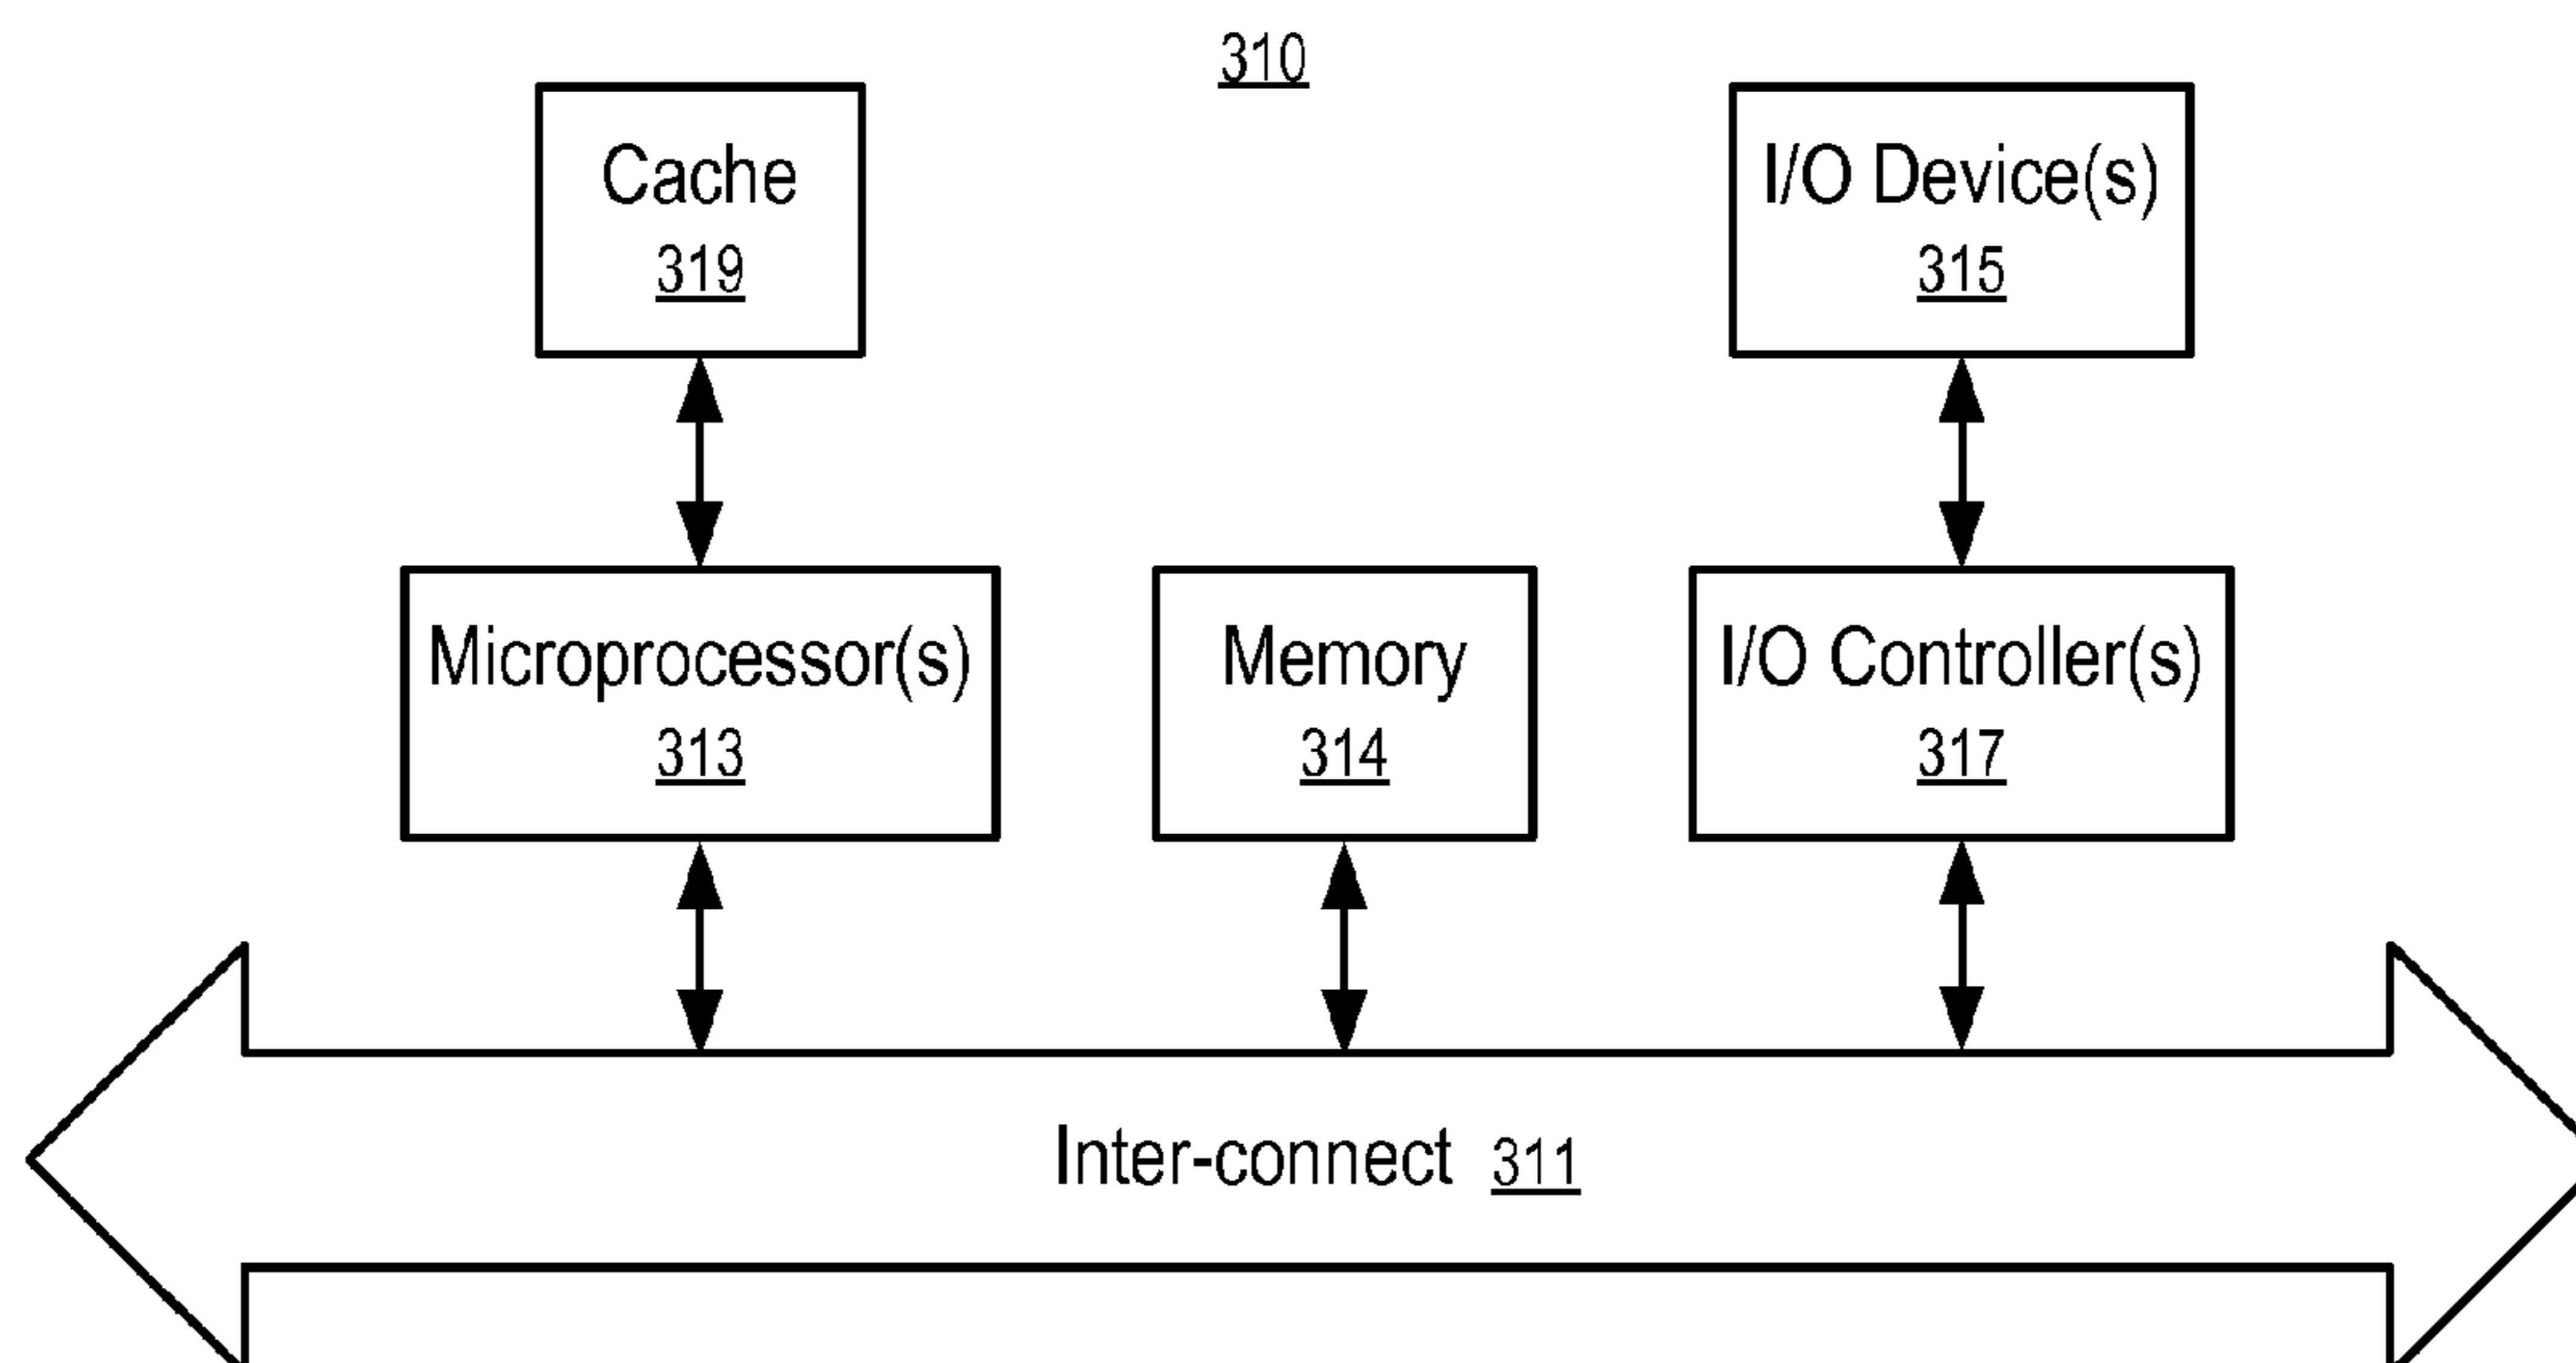 310
Cache
319
I/O Device(s)
315
Microprocessor(s)
313
Memory
314
I/O Controller(s)
317
Inter-connect 311